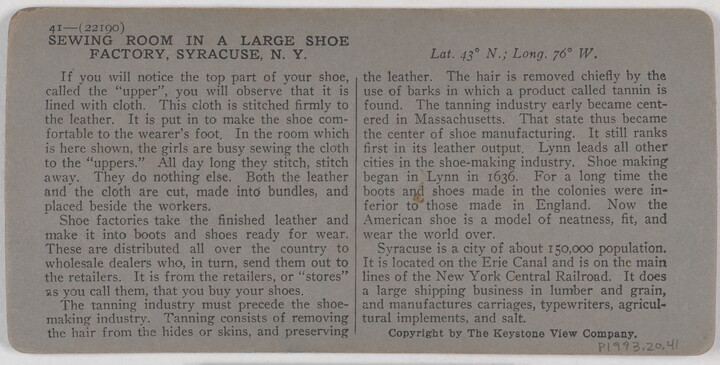 41—(22190)
SEWING ROOM IN A LARGE SHOE
FACTORY, SYRACUSE, N. Y.
Lat. 43° N.; Long. 76° W.
If you will notice the top part of your shoe,
called the "upper", you will observe that it is
lined with cloth. This cloth is stitched firmly to
the leather. It is put in to make the shoe com-
fortable to the wearer's foot. In the room which
is here shown, the girls are busy sewing the cloth
to the "uppers." All day long they stitch, stitch
away. They do nothing else. Both the leather
and the cloth are cut, made into bundles, and
placed beside the workers.
Shoe factories take the finished leather and
make it into boots and shoes ready for wear.
These are distributed all over the country to
wholesale dealers who, in turn, send them out to
the retailers. It is from the retailers, or "stores"
as you call them, that you buy your shoes.
The tanning industry must precede the shoe-
making industry. Tanning consists of removing
the hair from the hides or skins, and preserving
the leather. The hair is removed chiefly by the
use of barks in which a product called tannin is
found. The tanning industry early became cent-
ered in Massachusetts. That state thus became
the center of shoe manufacturing. It still ranks
first in its leather output. Lynn leads all other
cities in the shoe-making industry. Shoe making
began in Lynn in 1636. For a long time the
boots and shoes made in the colonies were in-
ferior to those made in England. Now the
American shoe is a model of neatness, fit, and
wear the world over.
Syracuse is a city of about 150,000 population.
It is located on the Erie Canal and is on the main
lines of the New York Central Railroad. It does
a large shipping business in lumber and grain,
and manufactures carriages, typewriters, agricul-
tural implements, and salt.
Copyright by The Keystone View Company.
P1993.20.41